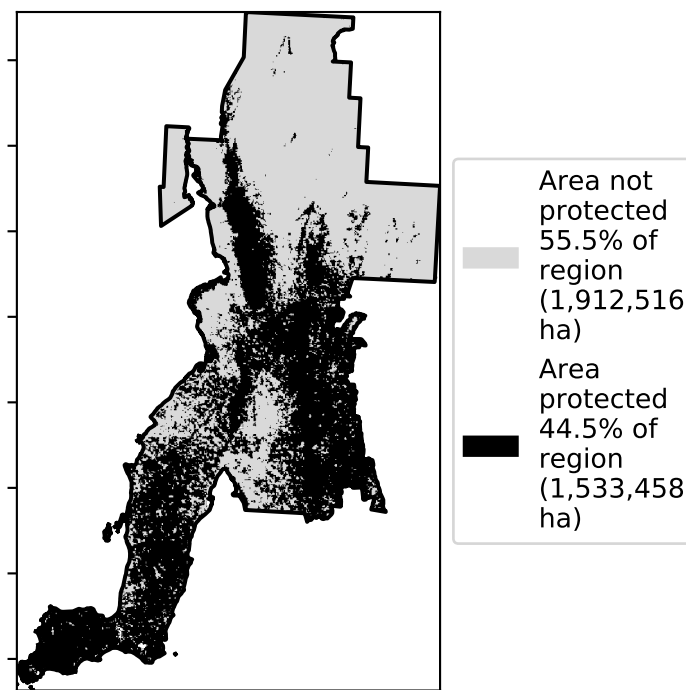 Area not
protected
55.5% of
region
(1,912,516
ha)
Area
protected
44.5% of
region
(1,533,458
ha)